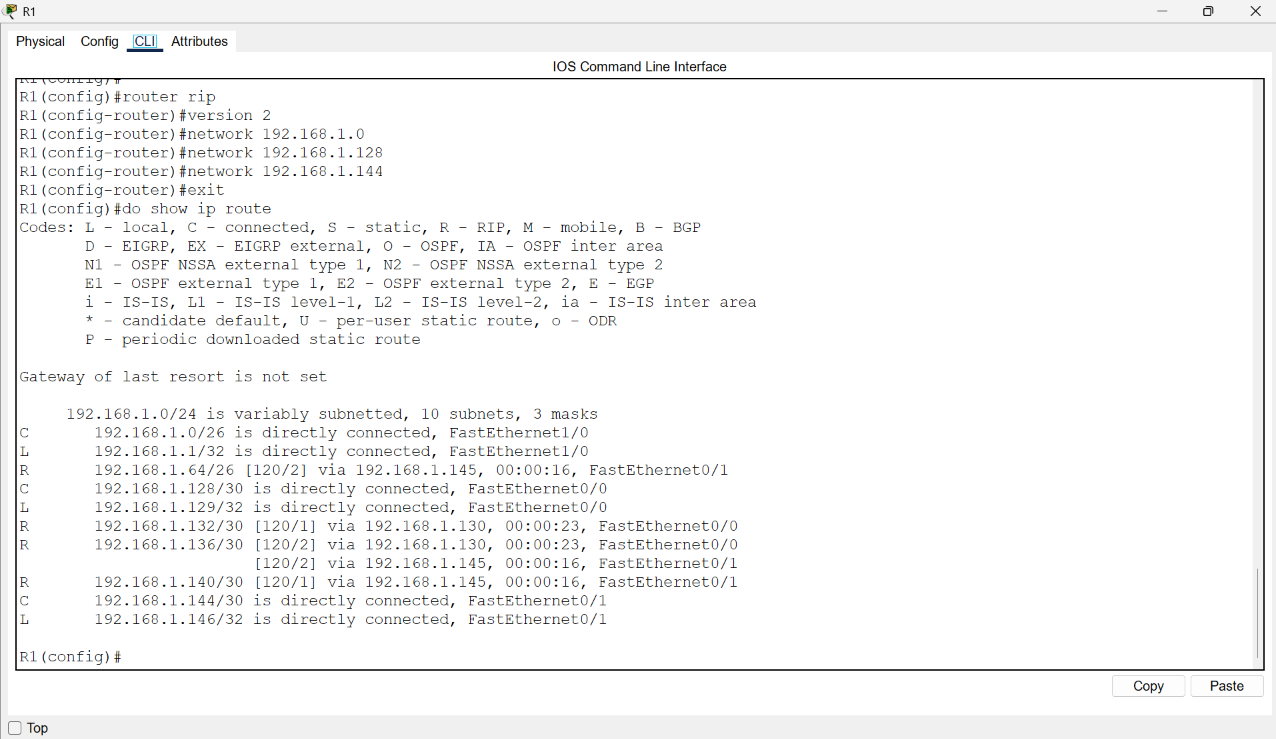 R1
Physical Config CLI Attributes
IOS Command Line Interface
R1(config)#
R1(config)#router rip
R1(config-router)#version 2
R1(config-router)#network 192.168.1.0
R1(config-router)#network 192.168.1.128
R1(config-router)#network 192.168.1.144
R1(config-router)#exit
R1(config)#do show ip route
Codes: L - local, C - connected, S - static, R - RIP, M - mobile, B - BGP
       D - EIGRP, EX - EIGRP external, O - OSPF, IA - OSPF inter area
       N1 - OSPF NSSA external type 1, N2 - OSPF NSSA external type 2
       E1 - OSPF external type 1, E2 - OSPF external type 2, E - EGP
       i - IS-IS, L1 - IS-IS level-1, L2 - IS-IS level-2, ia - IS-IS inter area
       * - candidate default, U - per-user static route, o - ODR
       P - periodic downloaded static route
Gateway of last resort is not set
     192.168.1.0/24 is variably subnetted, 10 subnets, 3 masks
C       192.168.1.0/26 is directly connected, FastEthernet1/0
L       192.168.1.1/32 is directly connected, FastEthernet1/0
R       192.168.1.64/26 [120/2] via 192.168.1.145, 00:00:16, FastEthernet0/1
C       192.168.1.128/30 is directly connected, FastEthernet0/0
L       192.168.1.129/32 is directly connected, FastEthernet0/0
R       192.168.1.132/30 [120/1] via 192.168.1.130, 00:00:23, FastEthernet0/0
R       192.168.1.136/30 [120/2] via 192.168.1.130, 00:00:23, FastEthernet0/0
                         [120/2] via 192.168.1.145, 00:00:16, FastEthernet0/1
R       192.168.1.140/30 [120/1] via 192.168.1.145, 00:00:16, FastEthernet0/1
C       192.168.1.144/30 is directly connected, FastEthernet0/1
L       192.168.1.146/32 is directly connected, FastEthernet0/1
R1(config)#
Copy Paste
Top